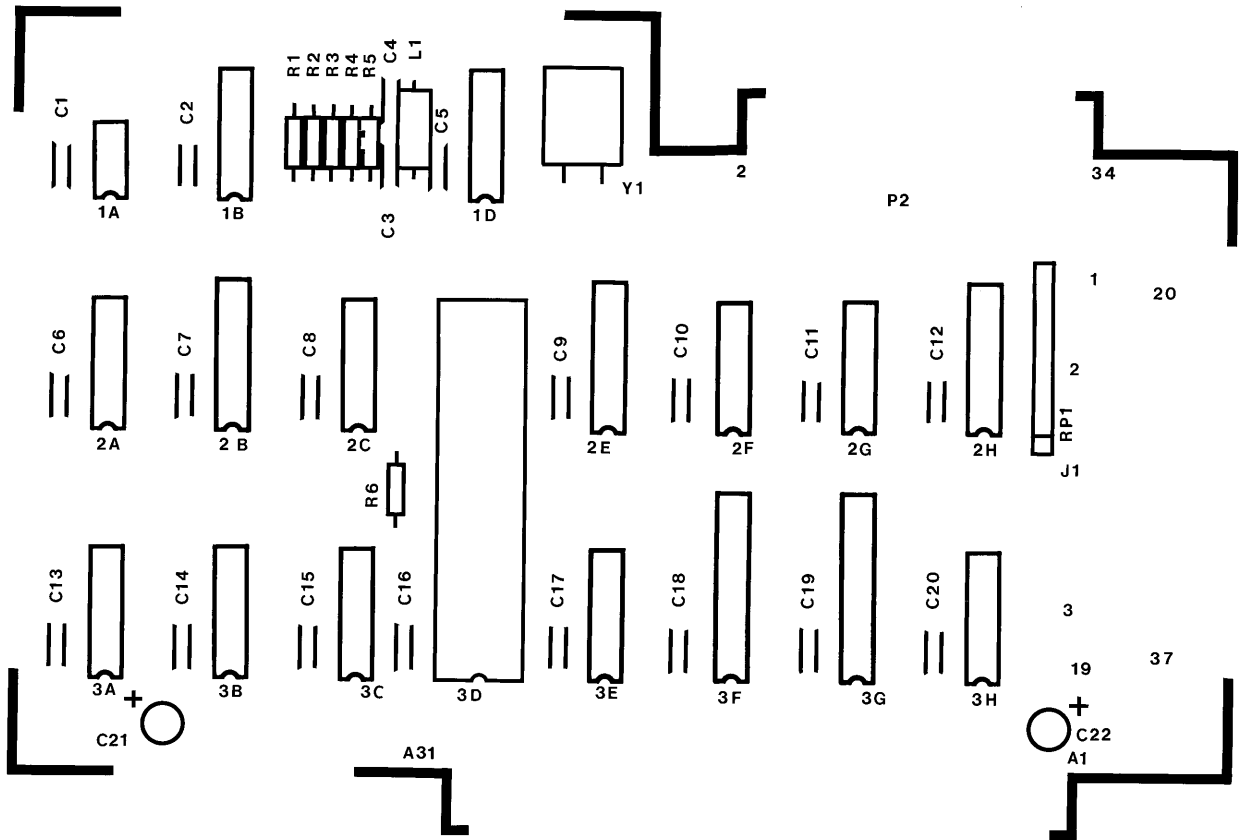 R1
R2
R3
R4
R5
C4
L1
C1
C2
C5
1A
1B
C3
1D
Y1
2
P2
34
1
20
C6
C7
C8
C9
C10
C11
C12
2
RP1
2A
2 B
2C
2E
2F
2G
2H
J1
R6
C13
C14
C15
C16
C17
C18
C19
C20
3
19
37
3A
3B
3C
3D
3E
3F
3G
3H
+
C21
+
C22
A31
A1